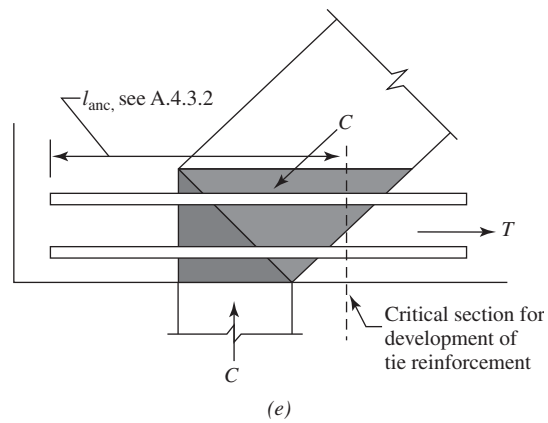 l_anc, see A.4.3.2
C
T
Critical section for
development of
tie reinforcement
C
(e)